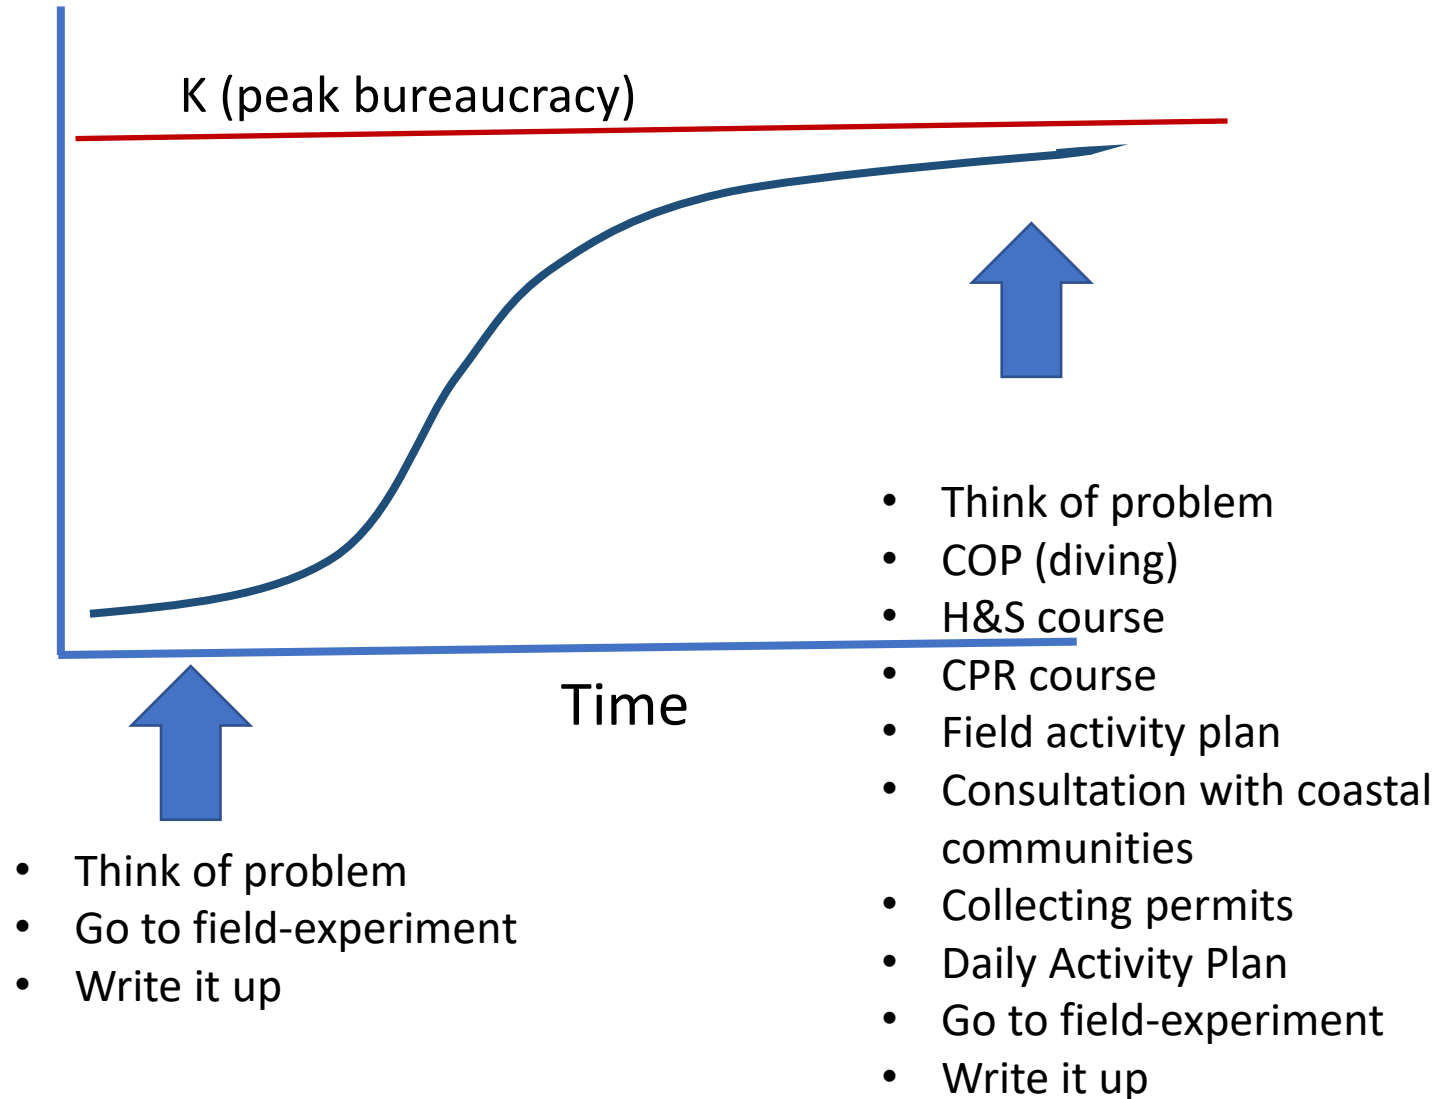 K (peak bureaucracy)
Time
• Think of problem
• Go to field-experiment
• Write it up
• Think of problem
• COP (diving)
• H&S course
• CPR course
• Field activity plan
• Consultation with coastal
communities
• Collecting permits
• Daily Activity Plan
• Go to field-experiment
• Write it up